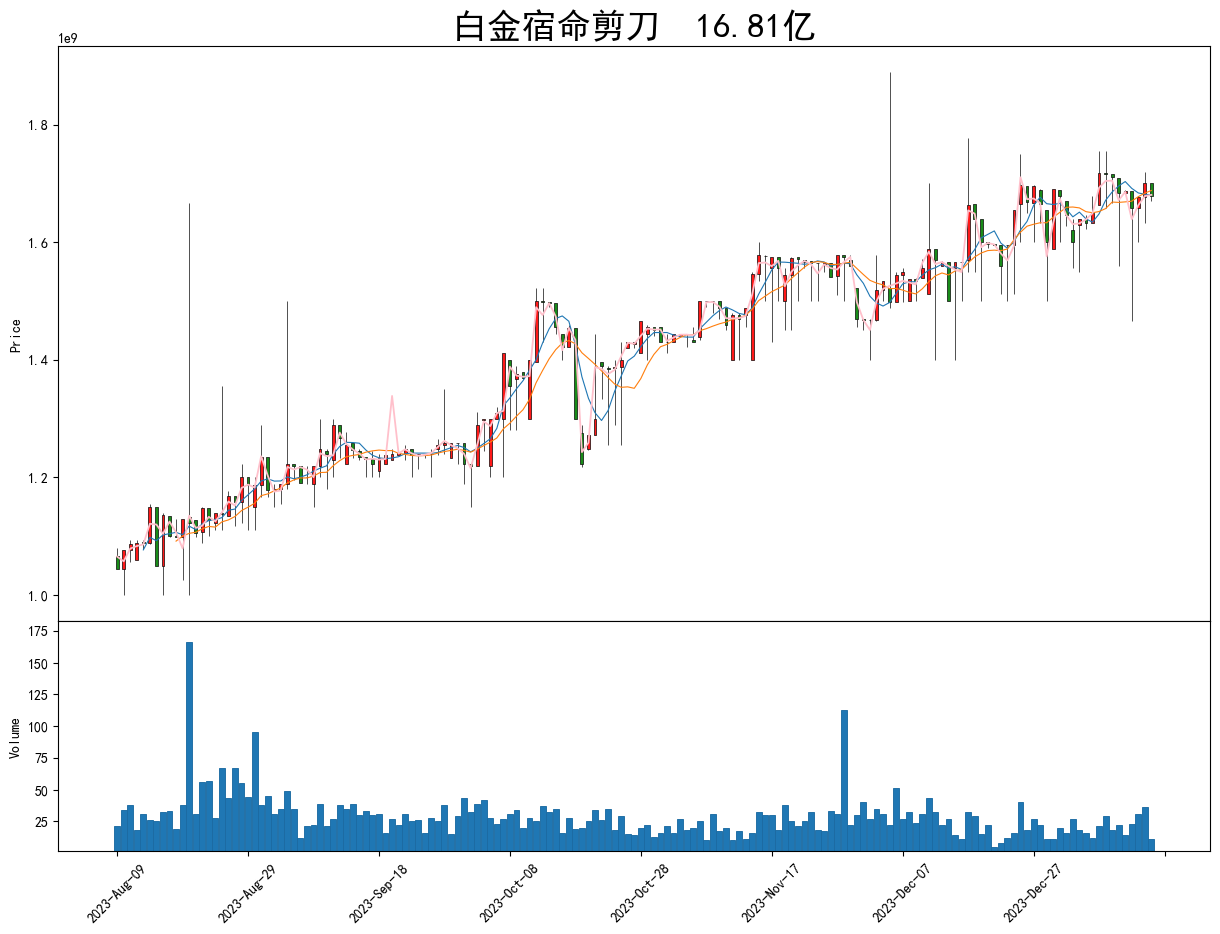 白金宿命剪刀  16.81亿
1e9
1.8
1.6
Price
1.4
1.2
1.0
175
150
125
100
Volume
75
50
25
2023-Aug-09 2023-Aug-29 2023-Sep-18 2023-Oct-08 2023-Oct-28 2023-Nov-17 2023-Dec-07 2023-Dec-27